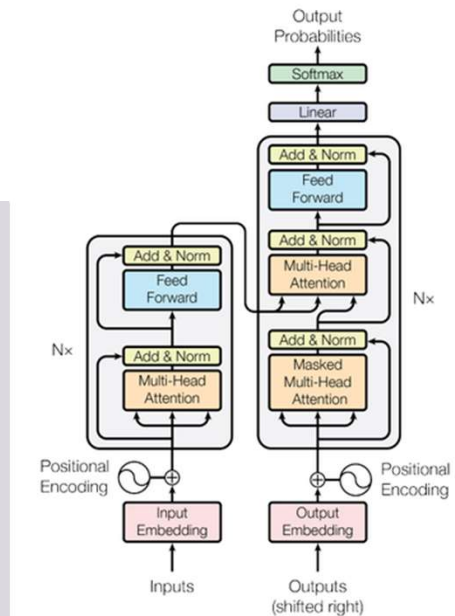 Output
Probabilities
Softmax
Linear
Add & Norm
Feed
Forward
Add & Norm
Multi-Head
Attention
Add & Norm
Masked
Multi-Head
Attention
Nx
Add & Norm
Feed
Forward
Add & Norm
Multi-Head
Attention
Nx
Positional
Encoding
Positional
Encoding
Input
Embedding
Output
Embedding
Inputs
Outputs
(shifted right)